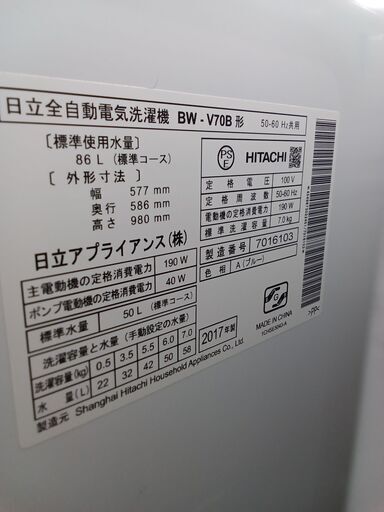 日立全自動電気洗濯機 BW-V70B 形 50-60 Hz共用
〔標準使用水量〕
86L (標準コース)
〔外形寸法〕
幅 577 mm
奥行 586 mm
高さ 980 mm
日立アプライアンス(株)
主電動機の定格消費電力 190 W
ポンプ電動機の定格消費電力 40 W
標準水量 50L (標準コース)
洗濯容量と水量 (手動設定の水量)
洗濯容量(kg) 0.5 3.5 5.5 6.0 7.0
水量(L) 22 32 42 50 58
製造元 Shanghai Hitachi Household Appliances Co., Ltd.
PS
E
HITACHI
定格電圧 100 V
定格周波数 50-60 Hz
電動機の定格消費電力 190 W
標準洗濯容量 7.0kg
製造番号 7016103
色相 A (ブルー)
2017年製
MADE IN CHINA
>PP<